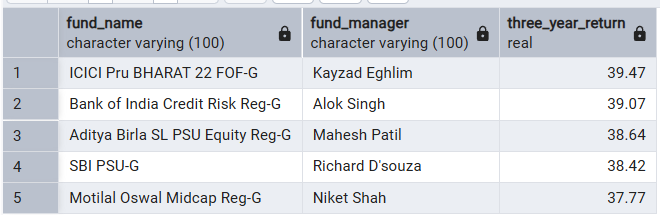 fund_name fund_manager three_year_return
character varying (100) character varying (100) real
1 ICICI Pru BHARAT 22 FOF-G Kayzad Eghlim 39.47
2 Bank of India Credit Risk Reg-G Alok Singh 39.07
3 Aditya Birla SL PSU Equity Reg-G Mahesh Patil 38.64
4 SBI PSU-G Richard D'souza 38.42
5 Motilal Oswal Midcap Reg-G Niket Shah 37.77